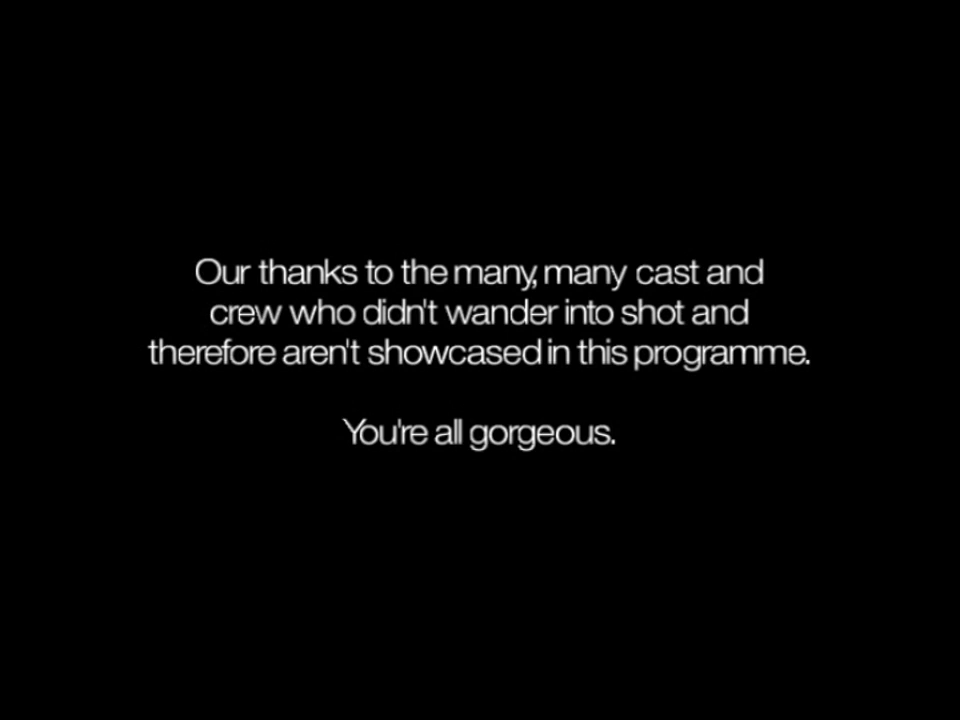 Our thanks to the many, many cast and
crew who didn't wander into shot and
therefore aren't showcased in this programme.
You're all gorgeous.